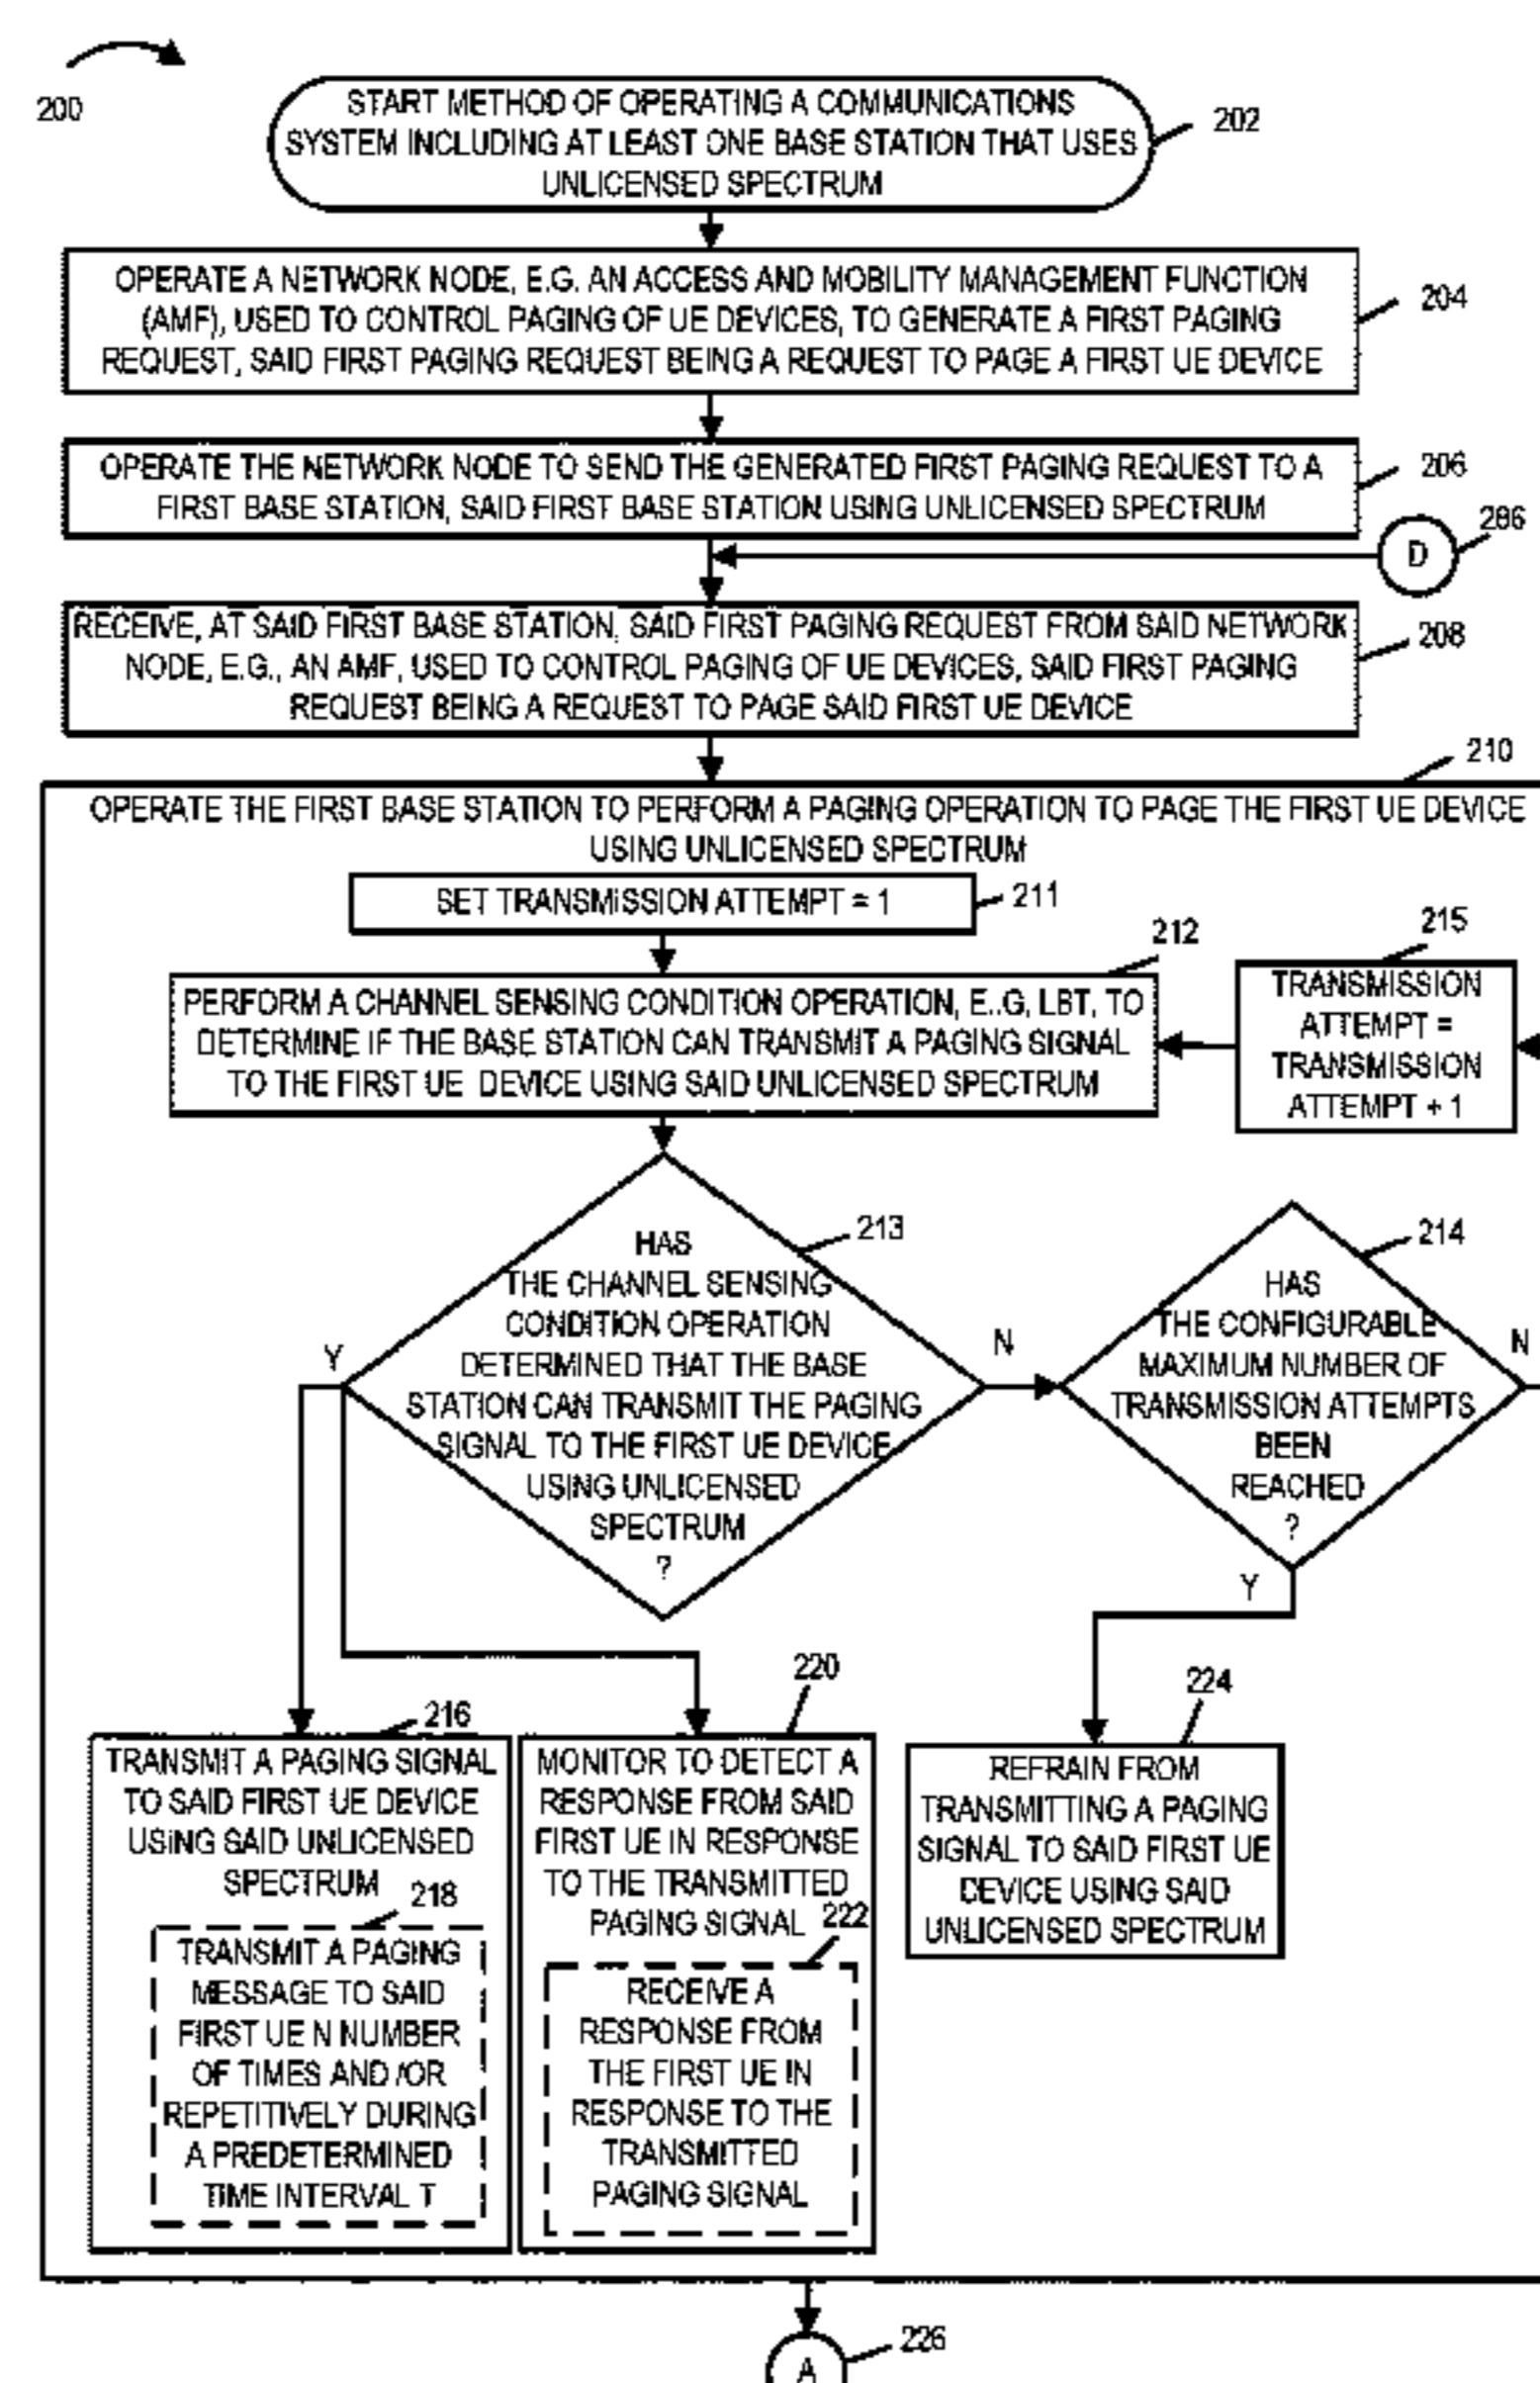 200
START METHOD OF OPERATING A COMMUNICATIONS
SYSTEM INCLUDING AT LEAST ONE BASE STATION THAT USES
UNLICENSED SPECTRUM
202
OPERATE A NETWORK NODE, E.G. AN ACCESS AND MOBILITY MANAGEMENT FUNCTION
(AMF), USED TO CONTROL PAGING OF UE DEVICES, TO GENERATE A FIRST PAGING
REQUEST, SAID FIRST PAGING REQUEST BEING A REQUEST TO PAGE A FIRST UE DEVICE
204
OPERATE THE NETWORK NODE TO SEND THE GENERATED FIRST PAGING REQUEST TO A
FIRST BASE STATION, SAID FIRST BASE STATION USING UNLICENSED SPECTRUM
206
D
286
RECEIVE, AT SAID FIRST BASE STATION, SAID FIRST PAGING REQUEST FROM SAID NETWORK
NODE, E.G., AN AMF, USED TO CONTROL PAGING OF UE DEVICES, SAID FIRST PAGING
REQUEST BEING A REQUEST TO PAGE SAID FIRST UE DEVICE
208
210
OPERATE THE FIRST BASE STATION TO PERFORM A PAGING OPERATION TO PAGE THE FIRST UE DEVICE
USING UNLICENSED SPECTRUM
SET TRANSMISSION ATTEMPT = 1
211
212
PERFORM A CHANNEL SENSING CONDITION OPERATION, E..G, LBT, TO
DETERMINE IF THE BASE STATION CAN TRANSMIT A PAGING SIGNAL
TO THE FIRST UE DEVICE USING SAID UNLICENSED SPECTRUM
215
TRANSMISSION
ATTEMPT =
TRANSMISSION
ATTEMPT + 1
213
HAS
THE CHANNEL SENSING
CONDITION OPERATION
DETERMINED THAT THE BASE
STATION CAN TRANSMIT THE PAGING
SIGNAL TO THE FIRST UE DEVICE
USING UNLICENSED
SPECTRUM
?
Y
N
214
HAS
THE CONFIGURABLE
MAXIMUM NUMBER OF
TRANSMISSION ATTEMPTS
BEEN
REACHED
?
N
Y
216
TRANSMIT A PAGING SIGNAL
TO SAID FIRST UE DEVICE
USING SAID UNLICENSED
SPECTRUM
218
TRANSMIT A PAGING
MESSAGE TO SAID
FIRST UE N NUMBER
OF TIMES AND /OR
REPETITIVELY DURING
A PREDETERMINED
TIME INTERVAL T
220
MONITOR TO DETECT A
RESPONSE FROM SAID
FIRST UE IN RESPONSE
TO THE TRANSMITTED
PAGING SIGNAL
222
RECEIVE A
RESPONSE FROM
THE FIRST UE IN
RESPONSE TO THE
TRANSMITTED
PAGING SIGNAL
224
REFRAIN FROM
TRANSMITTING A PAGING
SIGNAL TO SAID FIRST UE
DEVICE USING SAID
UNLICENSED SPECTRUM
A
226